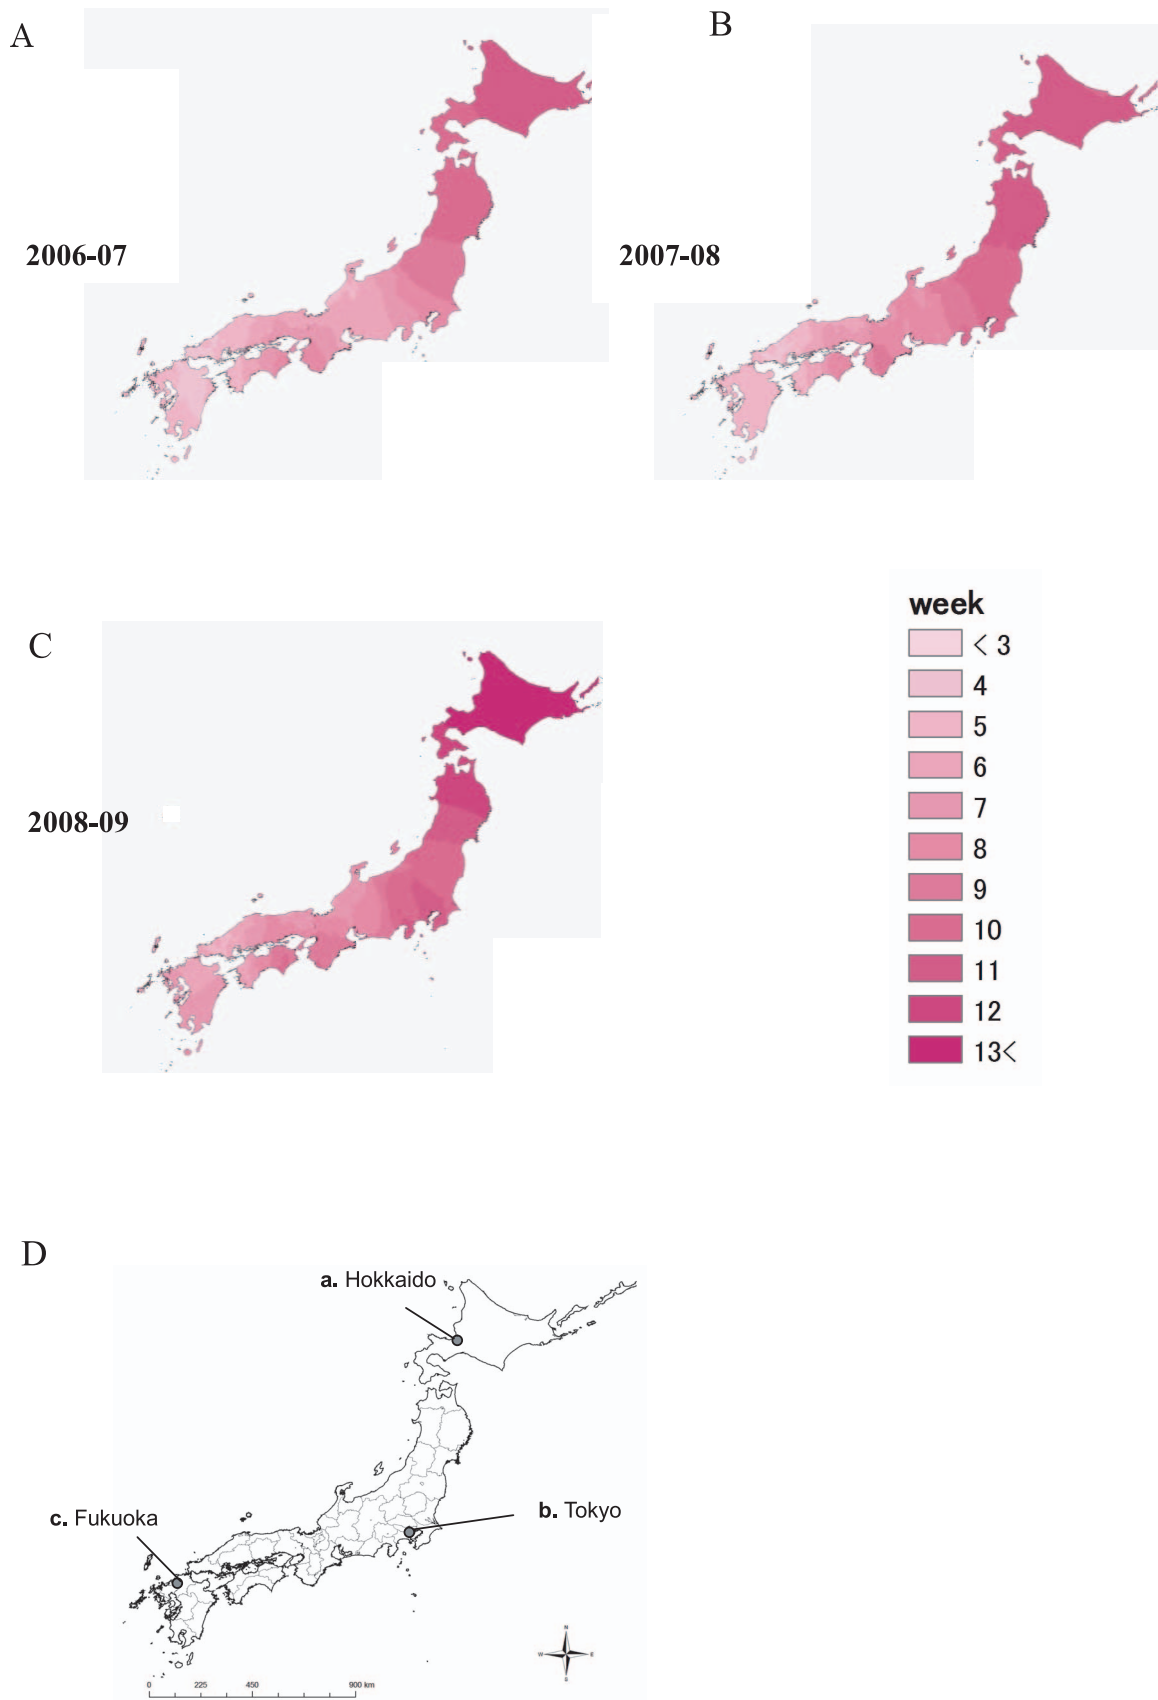 A
B
2006-07
2007-08
C
2008-09
week
< 3
4
5
6
7
8
9
10
11
12
13<
D
a. Hokkaido
c. Fukuoka
b. Tokyo
N
W E
S
0 225 450 900 km